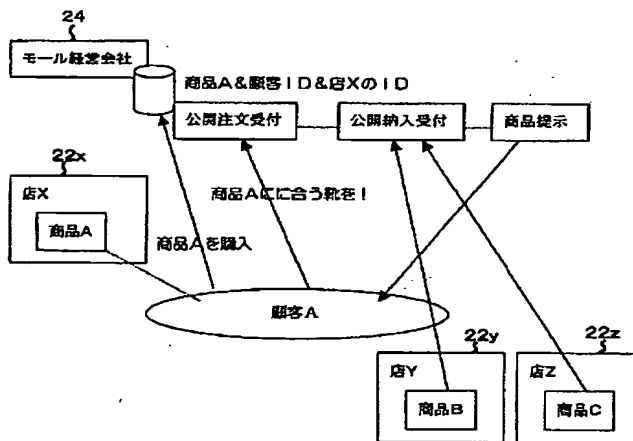 24
モール経営会社
商品A&顧客ID&店XのID
公開注文受付
公開納入受付
商品提示
22x
店X
商品A
商品Aにに合う靴を!
商品Aを購入
顧客A
22y
22z
店Y
店Z
商品B
商品C